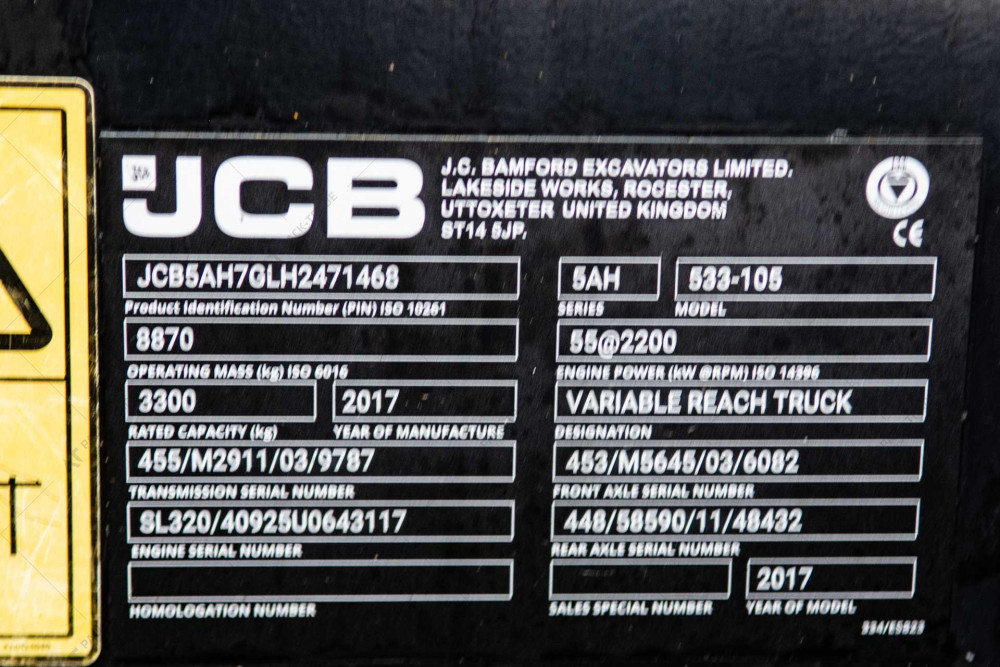 JCB
J.C. BAMFORD EXCAVATORS LIMITED.
LAKESIDE WORKS, ROCESTER,
UTTOXETER UNITED KINGDOM
ST14 5JP.
CE
JCB5AH7GLH2471468
5AH
533-105
Product Identification Number (PIN) ISO 10261
SERIES
MODEL
8870
55@2200
OPERATING MASS (kg) ISO 6016
ENGINE POWER (kW @RPM) ISO 14396
3300
2017
VARIABLE REACH TRUCK
RATED CAPACITY (kg)
YEAR OF MANUFACTURE
DESIGNATION
455/M2911/03/9787
453/M5645/03/6082
TRANSMISSION SERIAL NUMBER
FRONT AXLE SERIAL NUMBER
SL320/40925U0643117
448/58590/11/48432
ENGINE SERIAL NUMBER
REAR AXLE SERIAL NUMBER
2017
HOMOLOGATION NUMBER
SALES SPECIAL NUMBER
YEAR OF MODEL
334/E5823